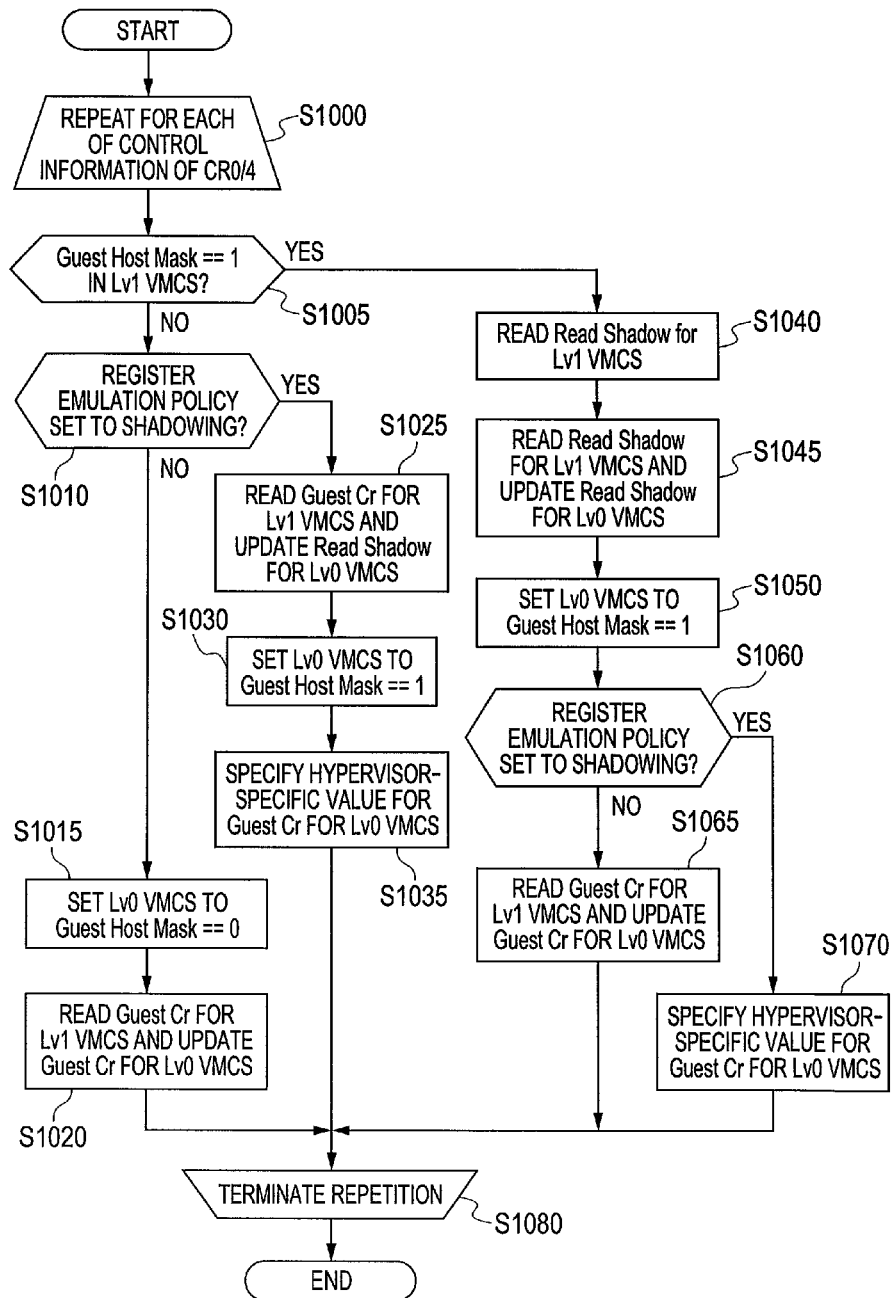 START
REPEAT FOR EACH
OF CONTROL
INFORMATION OF CR0/4
S1000
Guest Host Mask == 1
IN Lv1 VMCS?
YES
S1005
NO
REGISTER
EMULATION POLICY
SET TO SHADOWING?
YES
S1010
NO
S1025
READ Guest Cr FOR
Lv1 VMCS AND
UPDATE Read Shadow
FOR Lv0 VMCS
S1030
SET Lv0 VMCS TO
Guest Host Mask == 1
SPECIFY HYPERVISOR-
SPECIFIC VALUE FOR
Guest Cr FOR Lv0 VMCS
S1035
S1015
SET Lv0 VMCS TO
Guest Host Mask == 0
READ Guest Cr FOR
Lv1 VMCS AND UPDATE
Guest Cr FOR Lv0 VMCS
S1020
READ Read Shadow for
Lv1 VMCS
S1040
READ Read Shadow
FOR Lv1 VMCS AND
UPDATE Read Shadow
FOR Lv0 VMCS
S1045
SET Lv0 VMCS TO
Guest Host Mask == 1
S1050
S1060
REGISTER
EMULATION POLICY
SET TO SHADOWING?
YES
NO
S1065
READ Guest Cr FOR
Lv1 VMCS AND UPDATE
Guest Cr FOR Lv0 VMCS
S1070
SPECIFY HYPERVISOR-
SPECIFIC VALUE FOR
Guest Cr FOR Lv0 VMCS
TERMINATE REPETITION
S1080
END